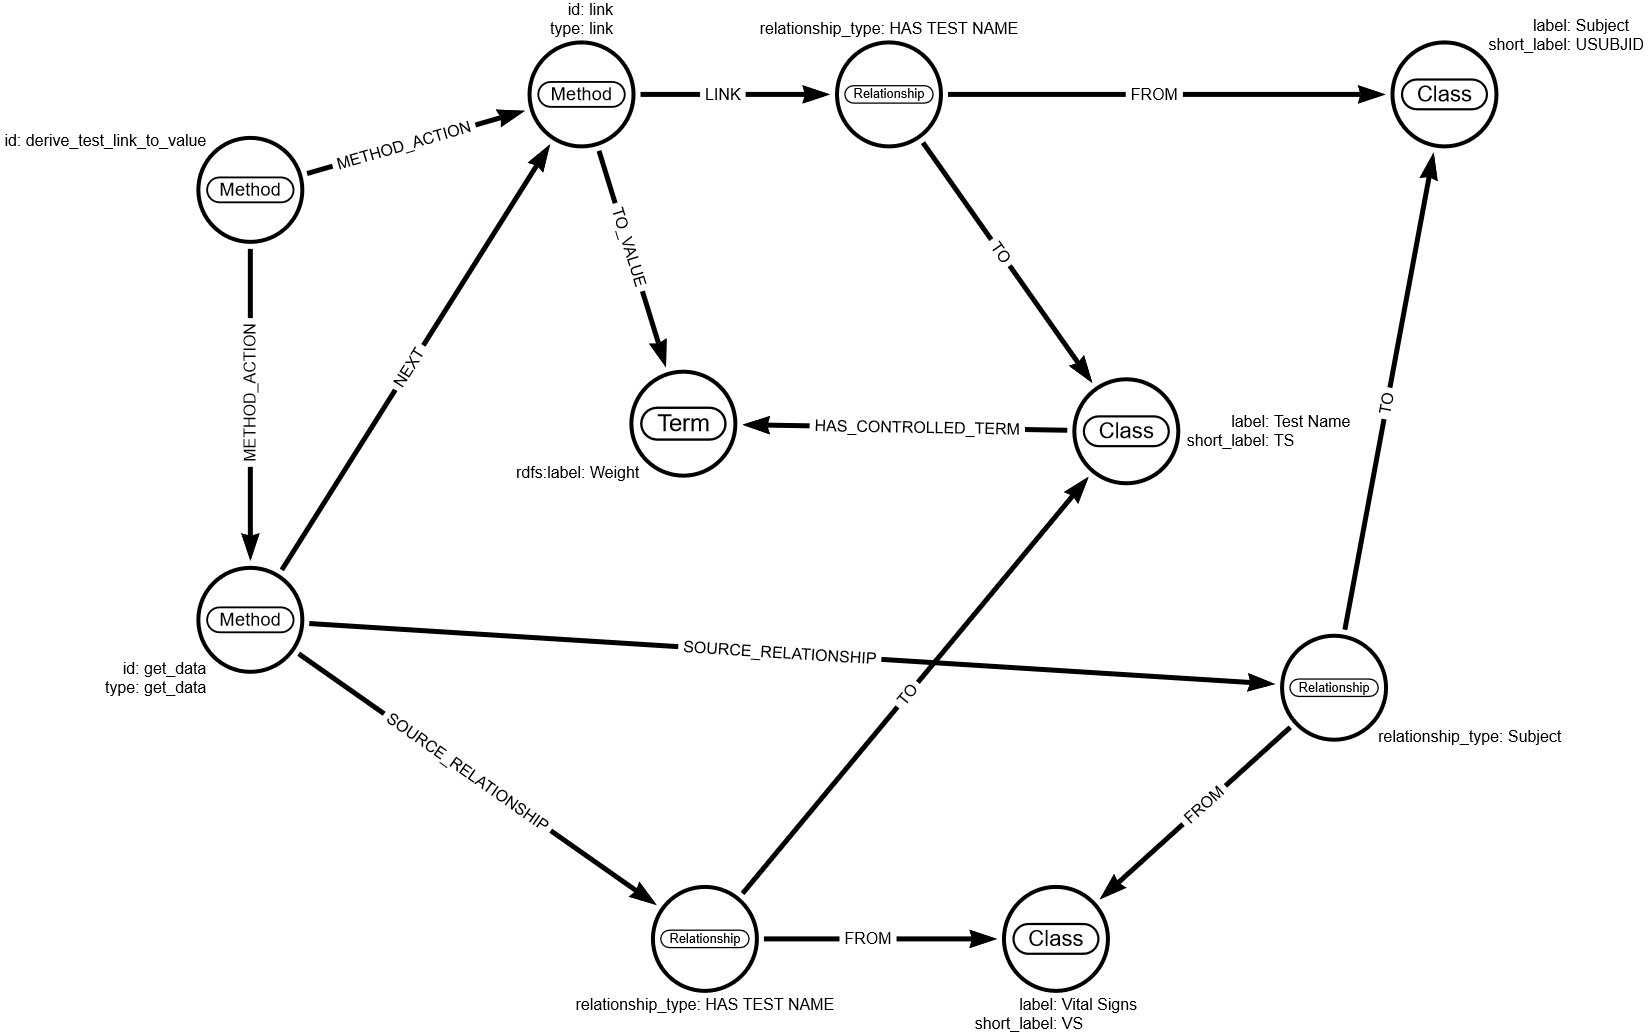 id: link
type: link
relationship_type: HAS TEST NAME
label: Subject
short_label: USUBJID
Method
LINK
Relationship
FROM
Class
id: derive_test_link_to_value
METHOD_ACTION
Method
TO_VALUE
TO
METHOD_ACTION
NEXT
TO
Term
HAS_CONTROLLED_TERM
Class
label: Test Name
short_label: TS
rdfs:label: Weight
Method
SOURCE_RELATIONSHIP
id: get_data
type: get_data
TO
Relationship
relationship_type: Subject
SOURCE_RELATIONSHIP
FROM
Relationship
FROM
Class
relationship_type: HAS TEST NAME
label: Vital Signs
short_label: VS